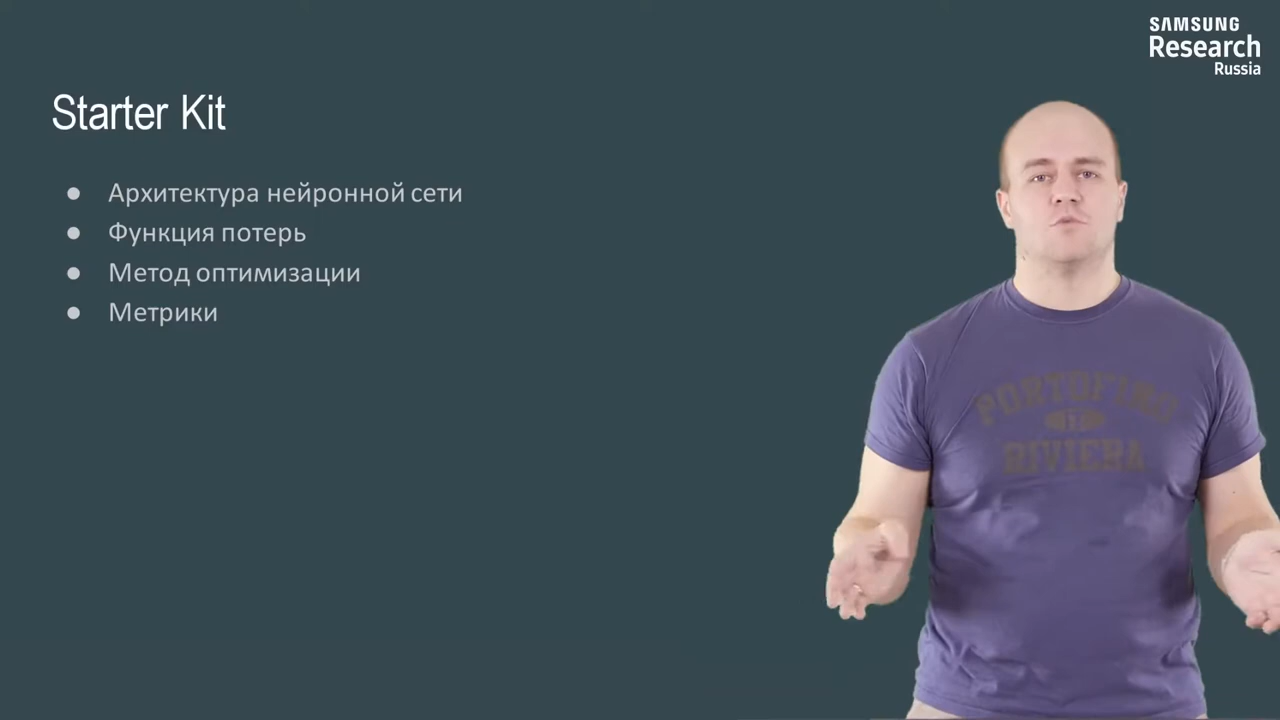 SAMSUNG
Research
Russia
Starter Kit
● Архитектура нейронной сети
● Функция потерь
● Метод оптимизации
● Метрики
PORTOFINO
RIVIERA